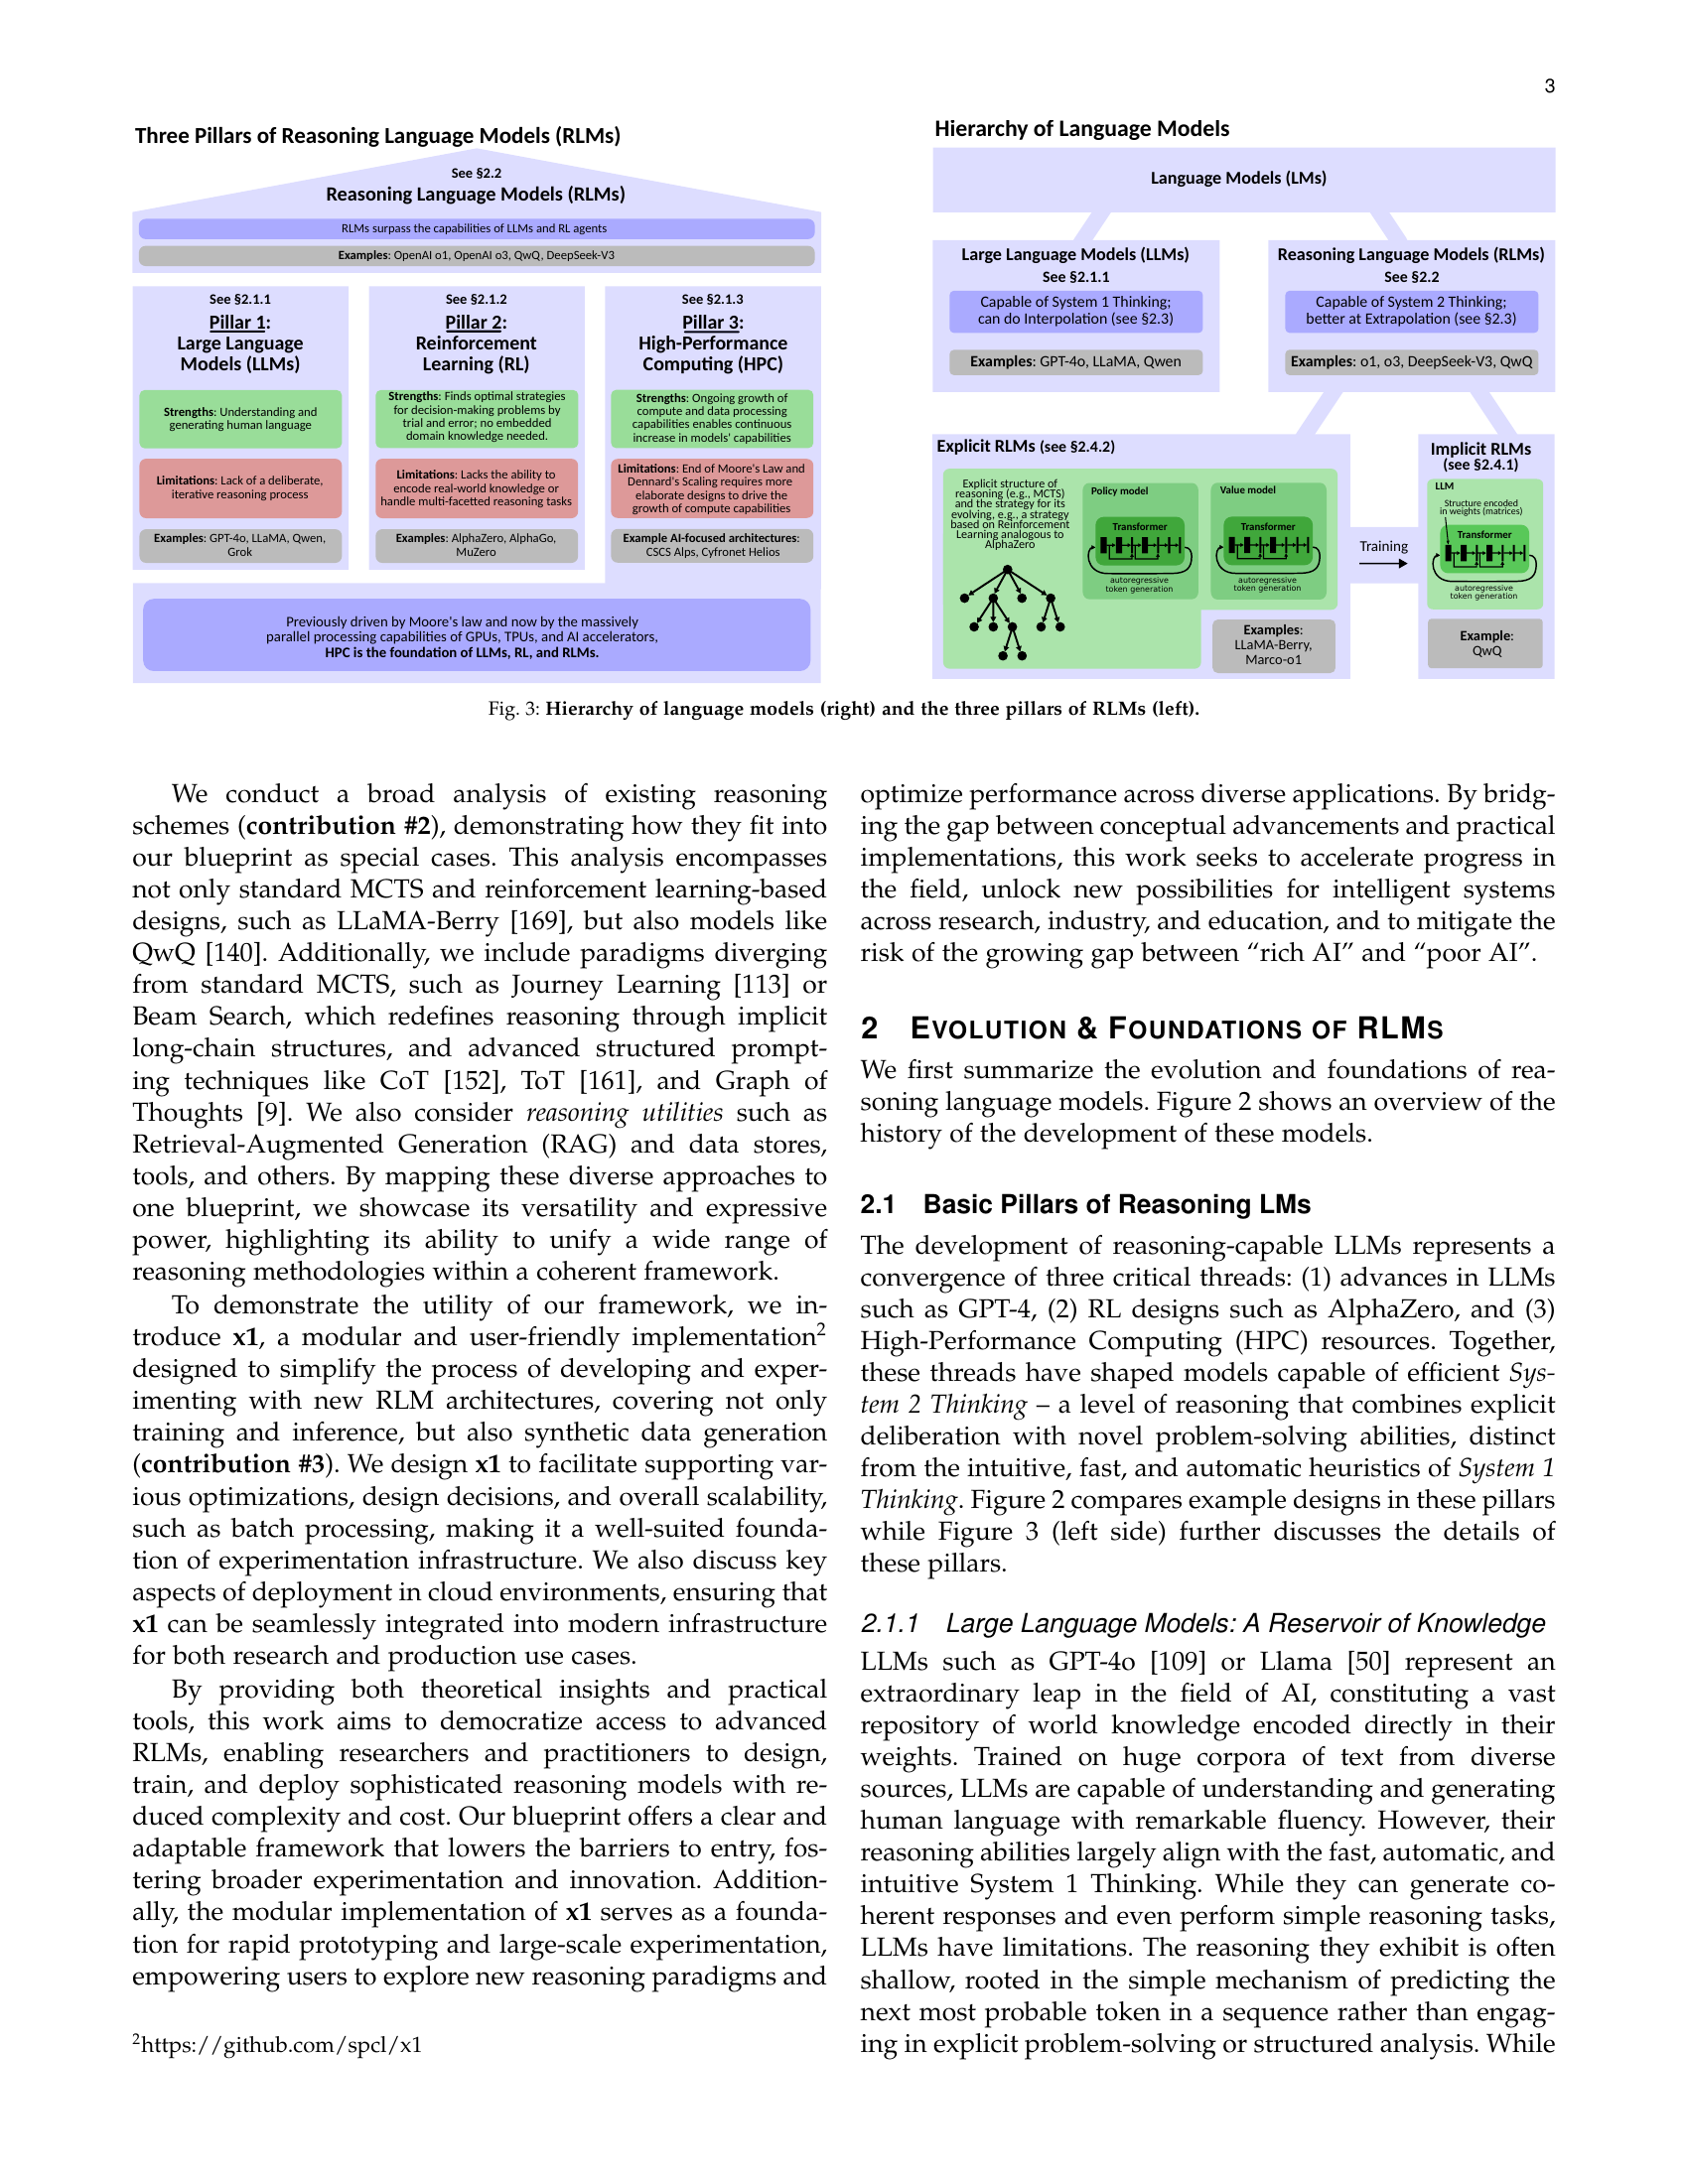 3
Three Pillars of Reasoning Language Models (RLMs)
See §2.2
Reasoning Language Models (RLMs)
RLMs surpass the capabilities of LLMs and RL agents
Examples: OpenAI o1, OpenAI o3, QwQ, DeepSeek-V3
See §2.1.1
Pillar 1:
Large Language
Models (LLMs)
Strengths: Understanding and
generating human language
Limitations: Lack of a deliberate,
iterative reasoning process
Examples: GPT-4o, LLaMA, Qwen,
Grok
See §2.1.2
Pillar 2:
Reinforcement
Learning (RL)
Strengths: Finds optimal strategies
for decision-making problems by
trial and error; no embedded
domain knowledge needed.
Limitations: Lacks the ability to
encode real-world knowledge or
handle multi-facetted reasoning tasks
Examples: AlphaZero, AlphaGo,
MuZero
See §2.1.3
Pillar 3:
High-Performance
Computing (HPC)
Strengths: Ongoing growth of
compute and data processing
capabilities enables continuous
increase in models' capabilities
Limitations: End of Moore's Law and
Dennard's Scaling requires more
elaborate designs to drive the
growth of compute capabilities
Example AI-focused architectures:
CSCS Alps, Cyfronet Helios
Previously driven by Moore's law and now by the massively
parallel processing capabilities of GPUs, TPUs, and AI accelerators,
HPC is the foundation of LLMs, RL, and RLMs.
Hierarchy of Language Models
Language Models (LMs)
Large Language Models (LLMs)
See §2.1.1
Capable of System 1 Thinking;
can do Interpolation (see §2.3)
Examples: GPT-4o, LLaMA, Qwen
Reasoning Language Models (RLMs)
See §2.2
Capable of System 2 Thinking;
better at Extrapolation (see §2.3)
Examples: o1, o3, DeepSeek-V3, QwQ
Explicit RLMs (see §2.4.2)
Explicit structure of
reasoning (e.g., MCTS)
and the strategy for its
evolving, e.g., a strategy
based on Reinforcement
Learning analogous to
AlphaZero
Policy model
Transformer
autoregressive
token generation
Value model
Transformer
autoregressive
token generation
Examples:
LLaMA-Berry,
Marco-o1
Training
Implicit RLMs
(see §2.4.1)
LLM
Structure encoded
in weights (matrices)
Transformer
autoregressive
token generation
Example:
QwQ
Fig. 3: Hierarchy of language models (right) and the three pillars of RLMs (left).
We conduct a broad analysis of existing reasoning
schemes (contribution #2), demonstrating how they fit into
our blueprint as special cases. This analysis encompasses
not only standard MCTS and reinforcement learning-based
designs, such as LLaMA-Berry [169], but also models like
QwQ [140]. Additionally, we include paradigms diverging
from standard MCTS, such as Journey Learning [113] or
Beam Search, which redefines reasoning through implicit
long-chain structures, and advanced structured prompt-
ing techniques like CoT [152], ToT [161], and Graph of
Thoughts [9]. We also consider reasoning utilities such as
Retrieval-Augmented Generation (RAG) and data stores,
tools, and others. By mapping these diverse approaches to
one blueprint, we showcase its versatility and expressive
power, highlighting its ability to unify a wide range of
reasoning methodologies within a coherent framework.
To demonstrate the utility of our framework, we in-
troduce x1, a modular and user-friendly implementation2
designed to simplify the process of developing and exper-
imenting with new RLM architectures, covering not only
training and inference, but also synthetic data generation
(contribution #3). We design x1 to facilitate supporting var-
ious optimizations, design decisions, and overall scalability,
such as batch processing, making it a well-suited founda-
tion of experimentation infrastructure. We also discuss key
aspects of deployment in cloud environments, ensuring that
x1 can be seamlessly integrated into modern infrastructure
for both research and production use cases.
By providing both theoretical insights and practical
tools, this work aims to democratize access to advanced
RLMs, enabling researchers and practitioners to design,
train, and deploy sophisticated reasoning models with re-
duced complexity and cost. Our blueprint offers a clear and
adaptable framework that lowers the barriers to entry, fos-
tering broader experimentation and innovation. Addition-
ally, the modular implementation of x1 serves as a founda-
tion for rapid prototyping and large-scale experimentation,
empowering users to explore new reasoning paradigms and
2https://github.com/spcl/x1
optimize performance across diverse applications. By bridg-
ing the gap between conceptual advancements and practical
implementations, this work seeks to accelerate progress in
the field, unlock new possibilities for intelligent systems
across research, industry, and education, and to mitigate the
risk of the growing gap between “rich AI” and “poor AI”.
2 EVOLUTION & FOUNDATIONS OF RLMS
We first summarize the evolution and foundations of rea-
soning language models. Figure 2 shows an overview of the
history of the development of these models.
2.1 Basic Pillars of Reasoning LMs
The development of reasoning-capable LLMs represents a
convergence of three critical threads: (1) advances in LLMs
such as GPT-4, (2) RL designs such as AlphaZero, and (3)
High-Performance Computing (HPC) resources. Together,
these threads have shaped models capable of efficient Sys-
tem 2 Thinking – a level of reasoning that combines explicit
deliberation with novel problem-solving abilities, distinct
from the intuitive, fast, and automatic heuristics of System 1
Thinking. Figure 2 compares example designs in these pillars
while Figure 3 (left side) further discusses the details of
these pillars.
2.1.1 Large Language Models: A Reservoir of Knowledge
LLMs such as GPT-4o [109] or Llama [50] represent an
extraordinary leap in the field of AI, constituting a vast
repository of world knowledge encoded directly in their
weights. Trained on huge corpora of text from diverse
sources, LLMs are capable of understanding and generating
human language with remarkable fluency. However, their
reasoning abilities largely align with the fast, automatic, and
intuitive System 1 Thinking. While they can generate co-
herent responses and even perform simple reasoning tasks,
LLMs have limitations. The reasoning they exhibit is often
shallow, rooted in the simple mechanism of predicting the
next most probable token in a sequence rather than engag-
ing in explicit problem-solving or structured analysis. While